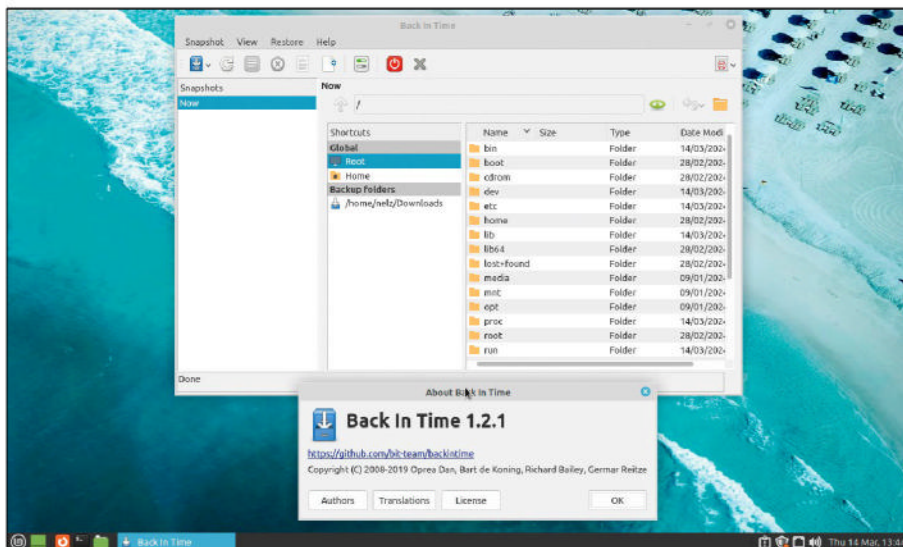 Back In Time
Snapshot View Restore Help
Snapshots
Now
Now
/
Shortcuts
Global
Root
Home
Backup folders
/home/nelz/Downloads
Name Size Type Date Modi
bin Folder 14/03/202
boot Folder 28/02/202
cdrom Folder 28/02/202
dev Folder 14/03/202
etc Folder 14/03/202
home Folder 28/02/202
lib Folder 14/03/202
lib64 Folder 28/02/202
lost+found Folder 28/02/202
media Folder 09/01/202
mnt Folder 09/01/202
opt Folder 09/01/202
proc Folder 14/03/202
root Folder 28/02/202
run Folder 14/03/202
Done
About Back In Time
Back In Time 1.2.1
https://github.com/bit-team/backintime
Copyright (C) 2008-2019 Oprea Dan, Bart de Koning, Richard Bailey, Germar Reitze
Authors Translations License OK
Back In Time
Thu 14 Mar, 13:44